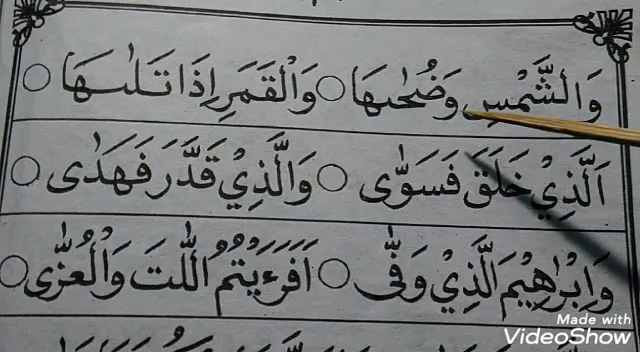 وَالشَّمْسِ وَضُحٰىهَا ○ وَالْقَمَرِ اِذَا تَلٰىهَا ○
اَلَّذِيْ خَلَقَ فَسَوّٰى ○ وَالَّذِيْ قَدَّرَ فَهَدٰى ○
وَاِبْرٰهِيْمَ الَّذِيْ وَفّٰى ○ اَفَرَءَيْتُمُ اللّٰتَ وَالْعُزّٰى ○
Made with
VideoShow